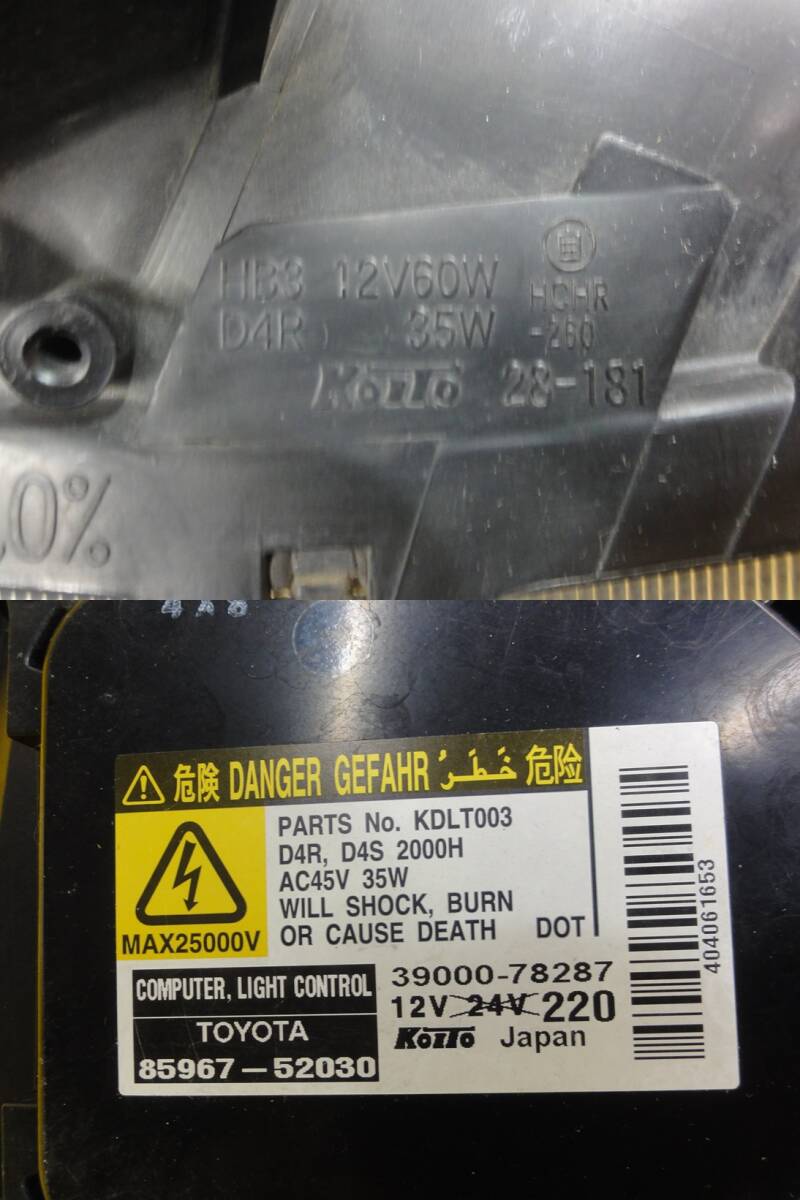 HB3 12V60W
D4R 35W
HCHR
-260
KOITO 28-181
.0%
危険 DANGER GEFAHR خَطَرُ 危险
PARTS No. KDLT003
D4R, D4S 2000H
AC45V 35W
WILL SHOCK, BURN
OR CAUSE DEATH DOT
MAX25000V
COMPUTER, LIGHT CONTROL
TOYOTA
85967-52030
39000-78287
12V 24V 220
KOITO Japan
404061653